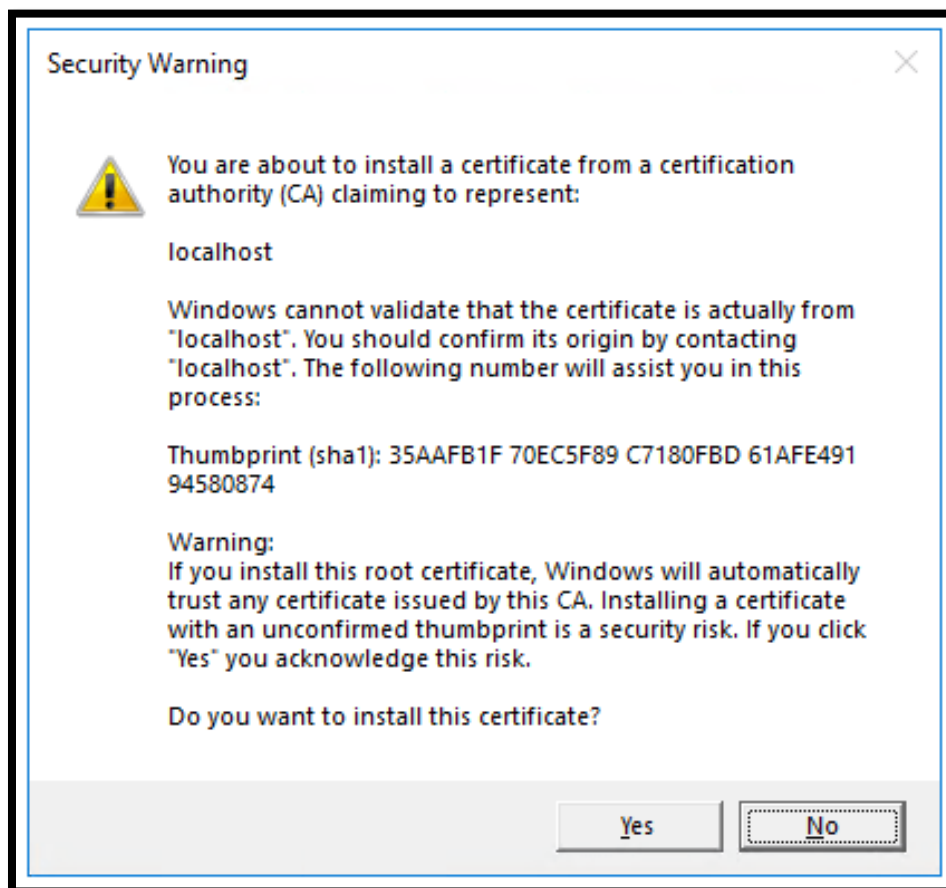 Security Warning
You are about to install a certificate from a certification
authority (CA) claiming to represent:
localhost
Windows cannot validate that the certificate is actually from
"localhost". You should confirm its origin by contacting
"localhost". The following number will assist you in this
process:
Thumbprint (sha1): 35AAFB1F 70EC5F89 C7180FBD 61AFE491
94580874
Warning:
If you install this root certificate, Windows will automatically
trust any certificate issued by this CA. Installing a certificate
with an unconfirmed thumbprint is a security risk. If you click
"Yes" you acknowledge this risk.
Do you want to install this certificate?
Yes No